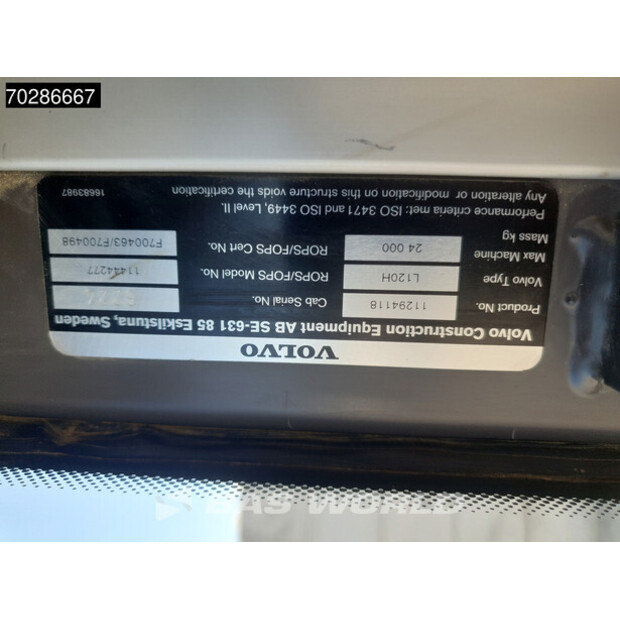 70286667
VOLVO
Volvo Construction Equipment AB SE-631 85 Eskilstuna, Sweden
Product No. 11294118 Cab Serial No.
Volvo Type L120H ROPS/FOPS Model No. 11444277
Max Machine
Mass kg 24 000 ROPS/FOPS Cert No. F700463/F700498
Performance criteria met: ISO 3471 and ISO 3449, Level II.
Any alteration or modification on this structure voids the certification
16683987
BAS WORLD